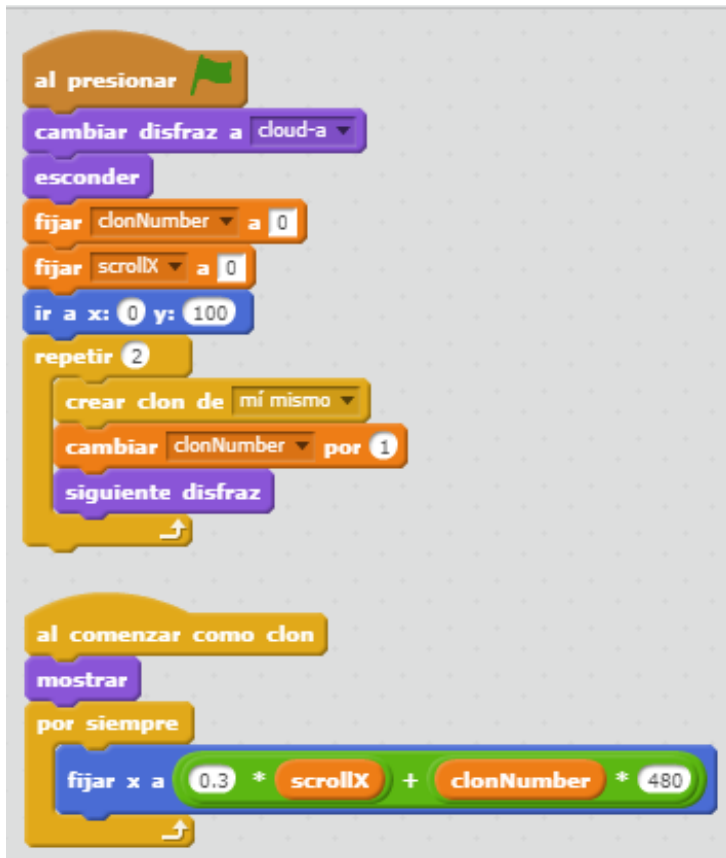 al presionar
cambiar disfraz a cloud-a
esconder
fijar clonNumber a 0
fijar scrollX a 0
ir a x: 0 y: 100
repetir 2
crear clon de mí mismo
cambiar clonNumber por 1
siguiente disfraz
al comenzar como clon
mostrar
por siempre
fijar x a 0.3 * scrollX + clonNumber * 480